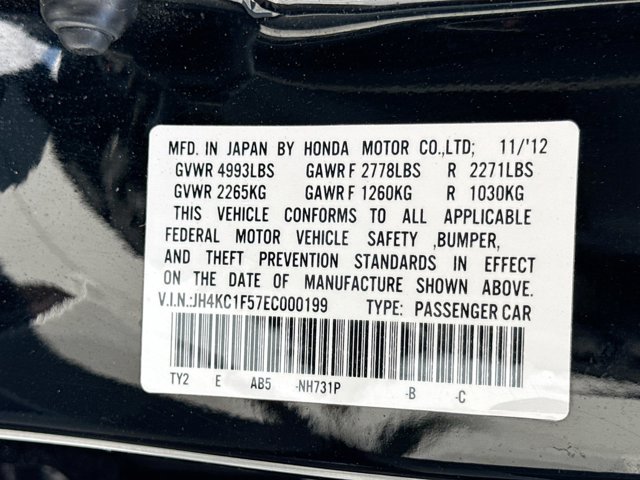 MFD. IN JAPAN BY HONDA MOTOR CO.,LTD; 11/'12
GVWR 4993LBS GAWR F 2778LBS R 2271LBS
GVWR 2265KG GAWR F 1260KG R 1030KG
THIS VEHICLE CONFORMS TO ALL APPLICABLE
FEDERAL MOTOR VEHICLE SAFETY ,BUMPER,
AND THEFT PREVENTION STANDARDS IN EFFECT
ON THE DATE OF MANUFACTURE SHOWN ABOVE.
V.I.N.:JH4KC1F57EC000199 TYPE: PASSENGER CAR
TY2 E AB5 -NH731P -B -C